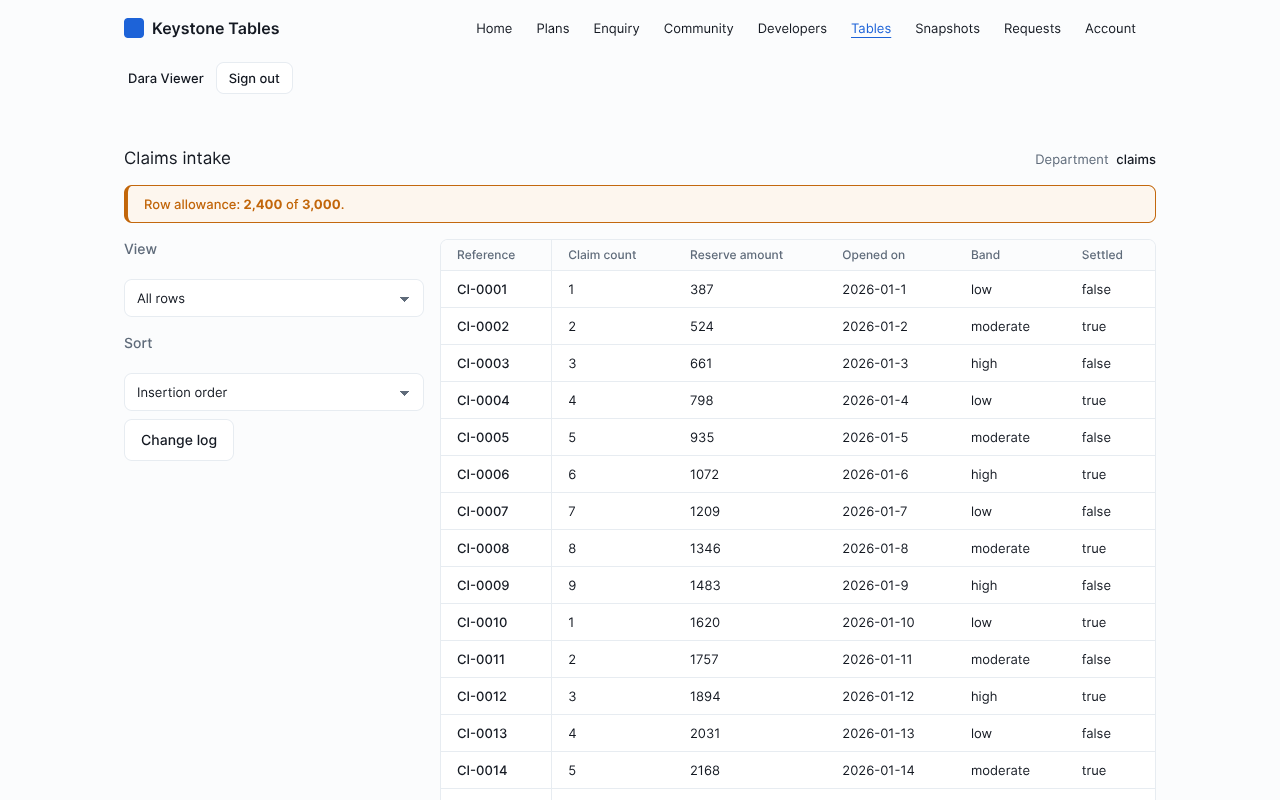 Keystone Tables
Home Plans Enquiry Community Developers Tables Snapshots Requests Account
Dara Viewer Sign out
Claims intake
Department claims
Row allowance: 2,400 of 3,000.
View
All rows
Sort
Insertion order
Change log
Reference Claim count Reserve amount Opened on Band Settled
CI-0001 1 387 2026-01-1 low false
CI-0002 2 524 2026-01-2 moderate true
CI-0003 3 661 2026-01-3 high false
CI-0004 4 798 2026-01-4 low true
CI-0005 5 935 2026-01-5 moderate false
CI-0006 6 1072 2026-01-6 high true
CI-0007 7 1209 2026-01-7 low false
CI-0008 8 1346 2026-01-8 moderate true
CI-0009 9 1483 2026-01-9 high false
CI-0010 1 1620 2026-01-10 low true
CI-0011 2 1757 2026-01-11 moderate false
CI-0012 3 1894 2026-01-12 high true
CI-0013 4 2031 2026-01-13 low false
CI-0014 5 2168 2026-01-14 moderate true